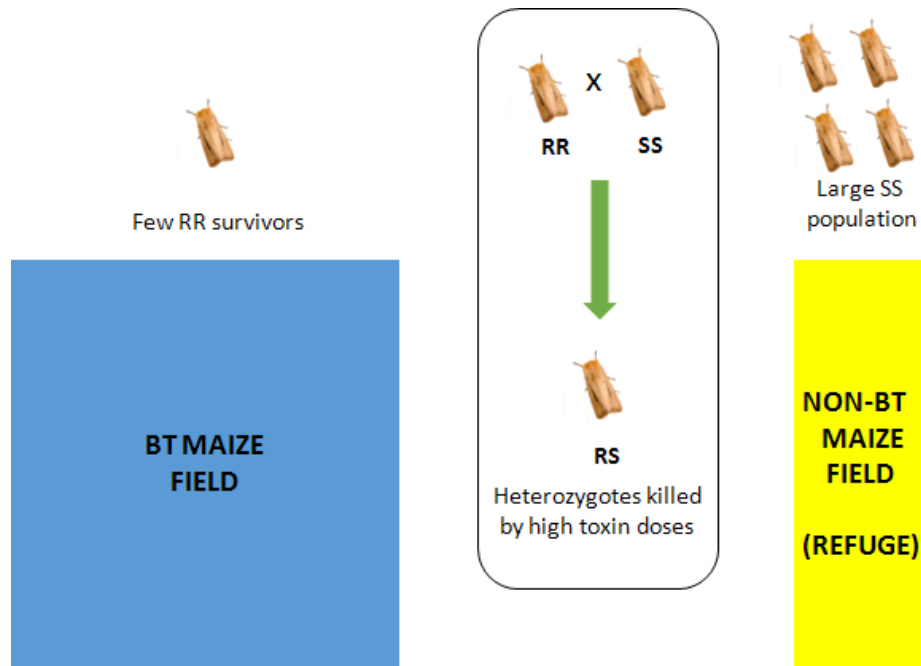 Few RR survivors
BT MAIZE
FIELD
X
RR SS
RS
Heterozygotes killed
by high toxin doses
Large SS
population
NON-BT
MAIZE
FIELD
(REFUGE)